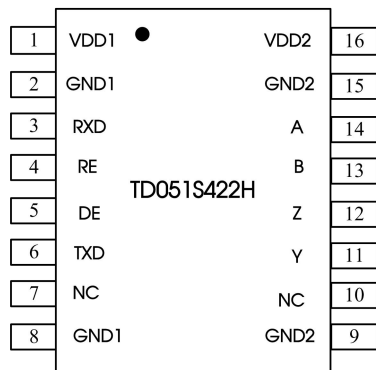 1 VDD1 VDD2 16
2 GND1 GND2 15
3 RXD A 14
4 RE B 13
TD051S422H
5 DE Z 12
6 TXD Y 11
7 NC NC 10
8 GND1 GND2 9